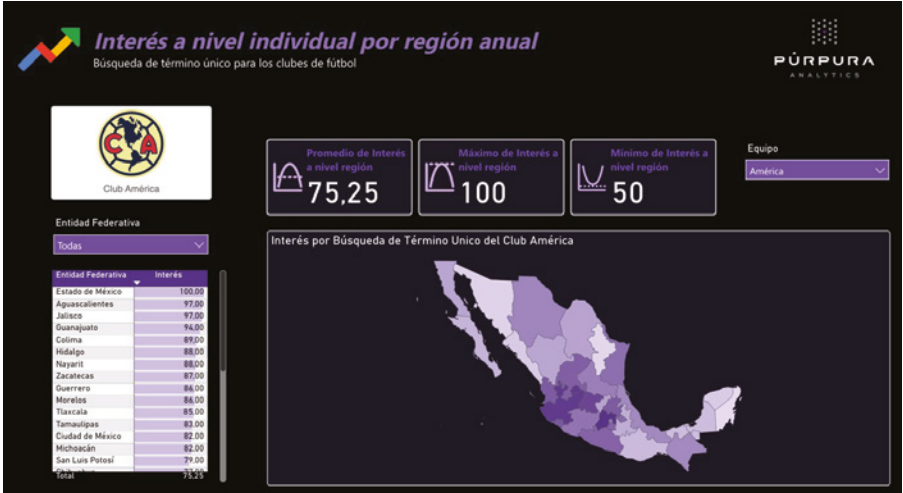 Interés a nivel individual por región anual
Búsqueda de término único para los clubes de fútbol
PÚRPURA
ANALYTICS
CA
Club América
Promedio de Interés
a nivel región
75,25
Máximo de Interés a
nivel región
100
Mínimo de Interés a
nivel región
50
Equipo
América
Entidad Federativa
Todas
Entidad Federativa Interés
Estado de México 100,00
Aguascalientes 97,00
Jalisco 97,00
Guanajuato 94,00
Colima 89,00
Hidalgo 88,00
Nayarit 88,00
Zacatecas 87,00
Guerrero 86,00
Morelos 86,00
Tlaxcala 85,00
Tamaulipas 83,00
Ciudad de México 82,00
Michoacán 82,00
San Luis Potosí 79,00
Total 75,25
Interés por Búsqueda de Término Unico del Club América